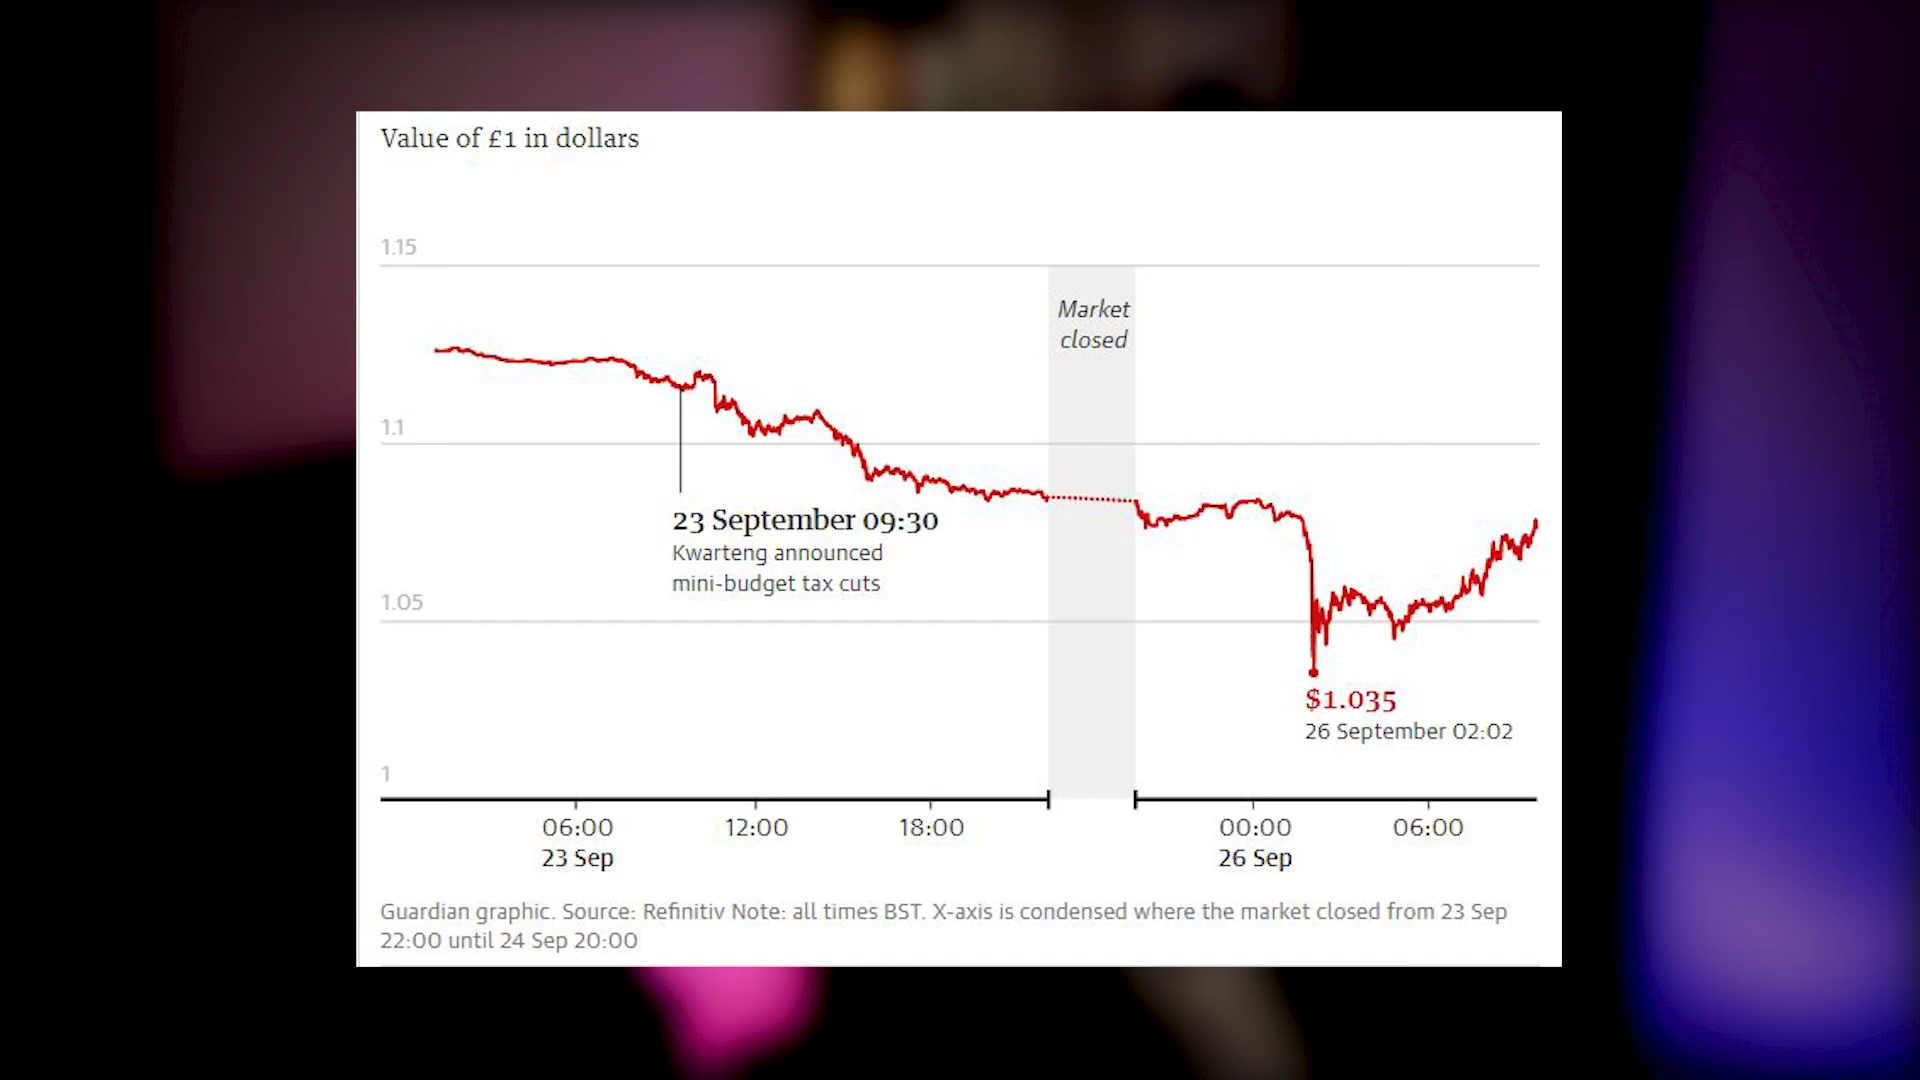 Value of £1 in dollars
1.15
Market
closed
1.1
23 September 09:30
Kwarteng announced
mini-budget tax cuts
1.05
$1.035
26 September 02:02
1
06:00 12:00 18:00 00:00 06:00
23 Sep 26 Sep
Guardian graphic. Source: Refinitiv Note: all times BST. X-axis is condensed where the market closed from 23 Sep
22:00 until 24 Sep 20:00